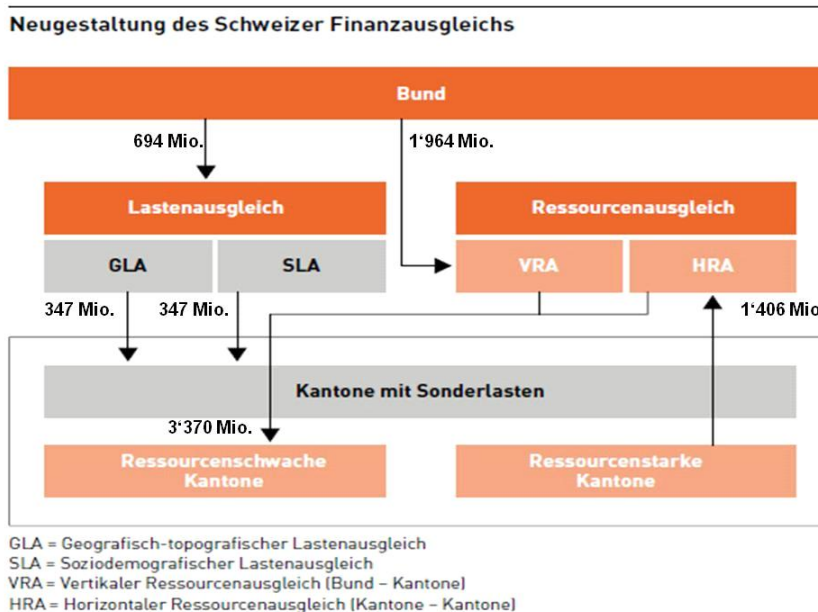 Neugestaltung des Schweizer Finanzausgleichs
Bund
694 Mio.
1'964 Mio.
Lastenausgleich
Ressourcenausgleich
GLA
SLA
VRA
HRA
347 Mio.
347 Mio.
1'406 Mio
Kantone mit Sonderlasten
3'370 Mio.
Ressourcenschwache
Kantone
Ressourcenstarke
Kantone
GLA = Geografisch-topografischer Lastenausgleich
SLA = Soziodemografischer Lastenausgleich
VRA = Vertikaler Ressourcenausgleich (Bund – Kantone)
HRA = Horizontaler Ressourcenausgleich (Kantone – Kantone)